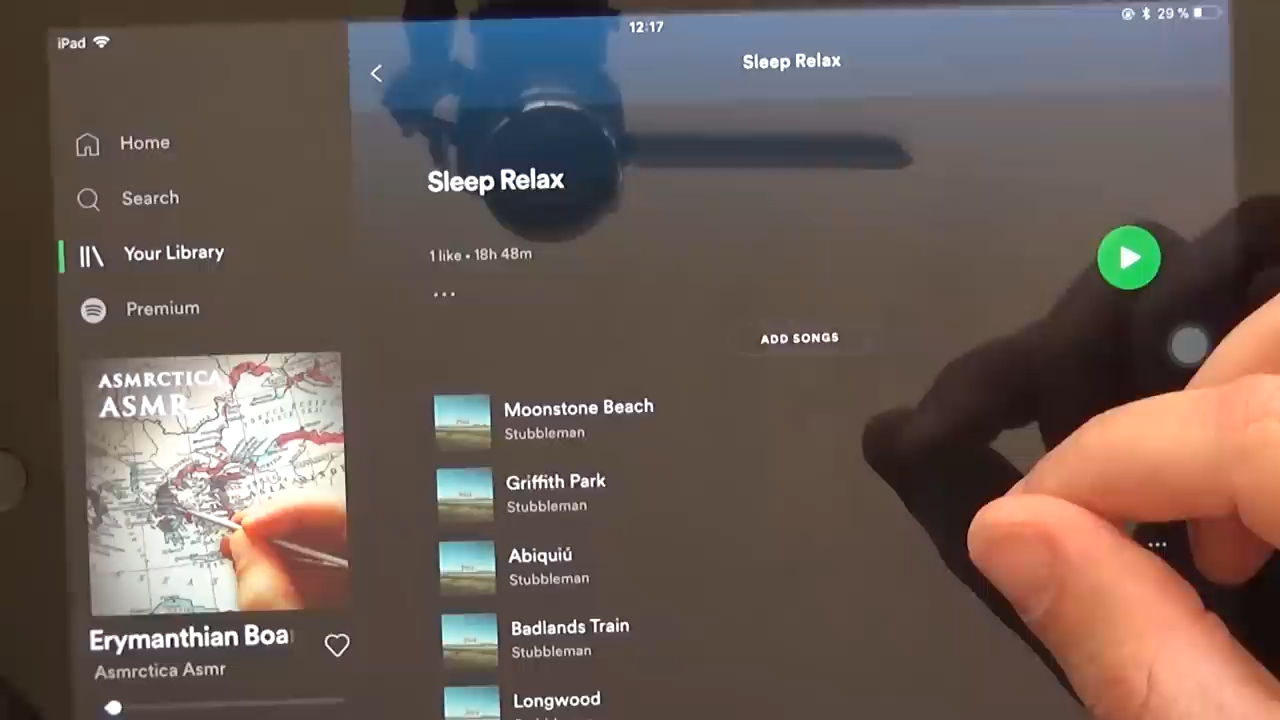 iPad
12:17
29 %
Sleep Relax
Home
Search
Your Library
Premium
Sleep Relax
1 like • 18h 48m
ADD SONGS
ASMRCTICA
ASMR
Moonstone Beach
Stubbleman
Griffith Park
Stubbleman
Abiquiú
Stubbleman
Badlands Train
Stubbleman
Longwood
Erymanthian Boa
Asmrctica Asmr